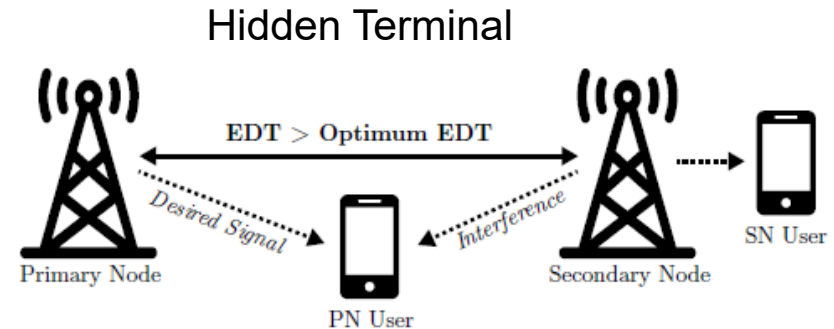 Hidden Terminal
EDT > Optimum EDT
Desired Signal
Interference
SN User
Primary Node
Secondary Node
PN User